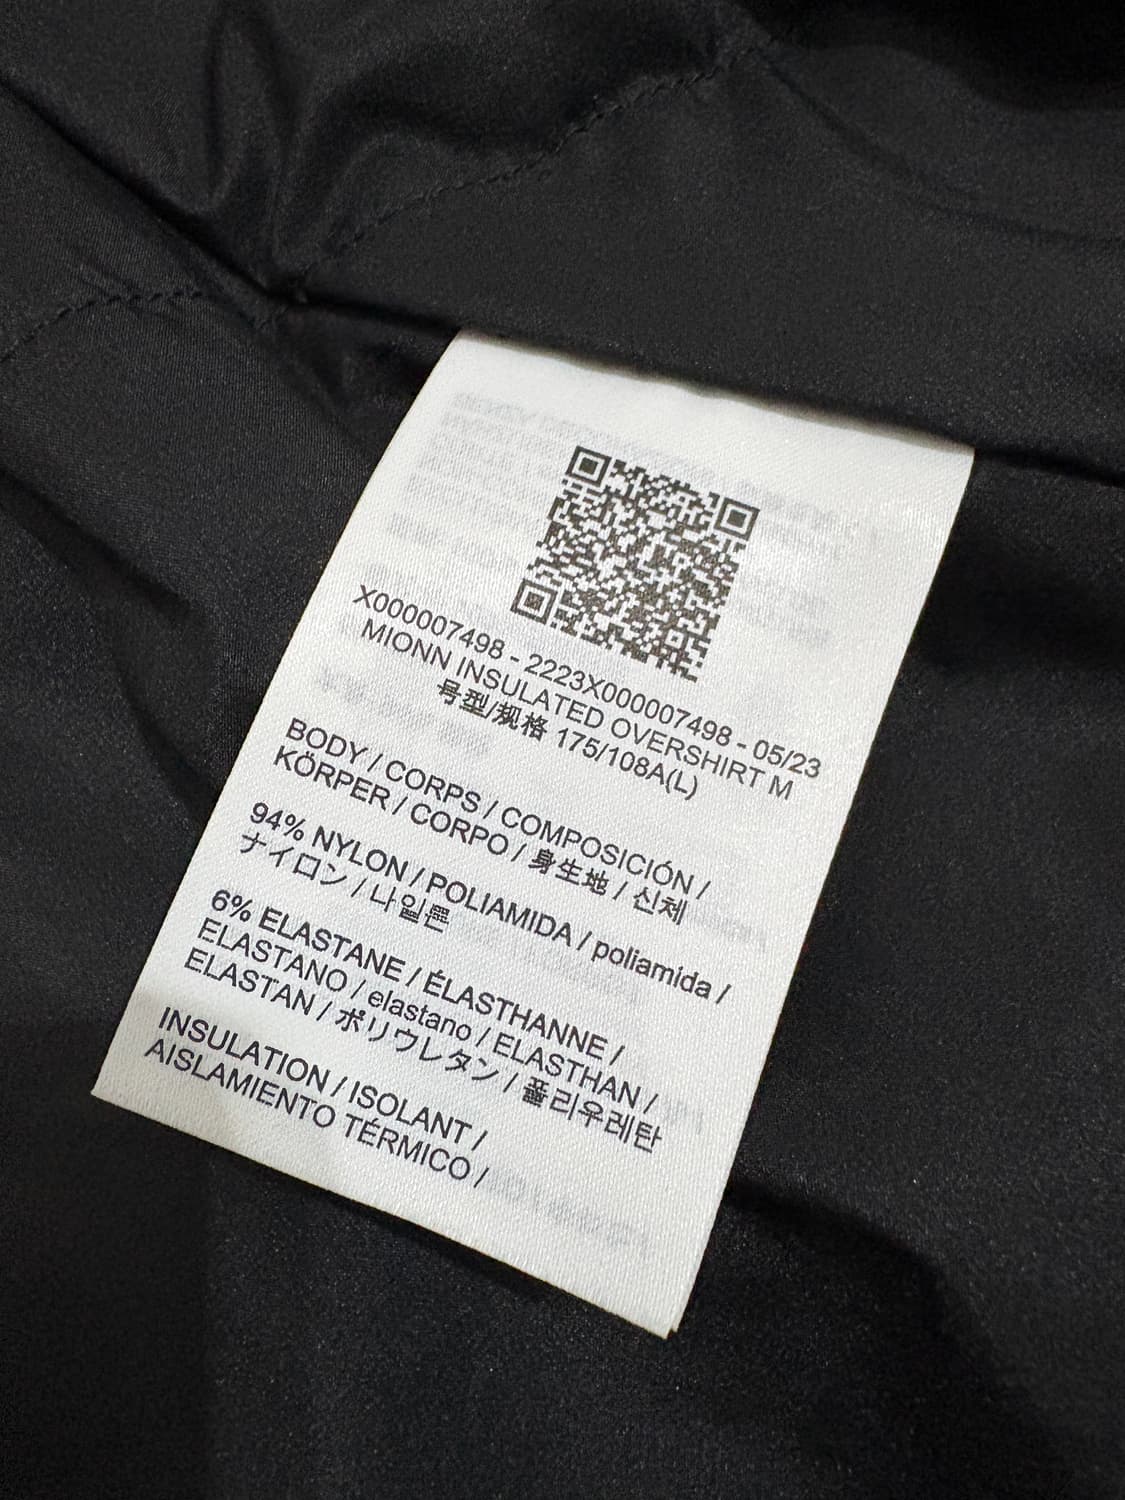 X000007498 - 2223X000007498 - 05/23
MIONN INSULATED OVERSHIRT M
号型/规格 175/108A(L)
BODY / CORPS / COMPOSICIÓN /
KÖRPER / CORPO / 身生地 / 신체
94% NYLON / POLIAMIDA / poliamida /
ナイロン / 나일론
6% ELASTANE / ÉLASTHANNE /
ELASTANO / elastano / ELASTHAN /
ELASTAN / ポリウレタン / 폴리우레탄
INSULATION / ISOLANT /
AISLAMIENTO TÉRMICO /